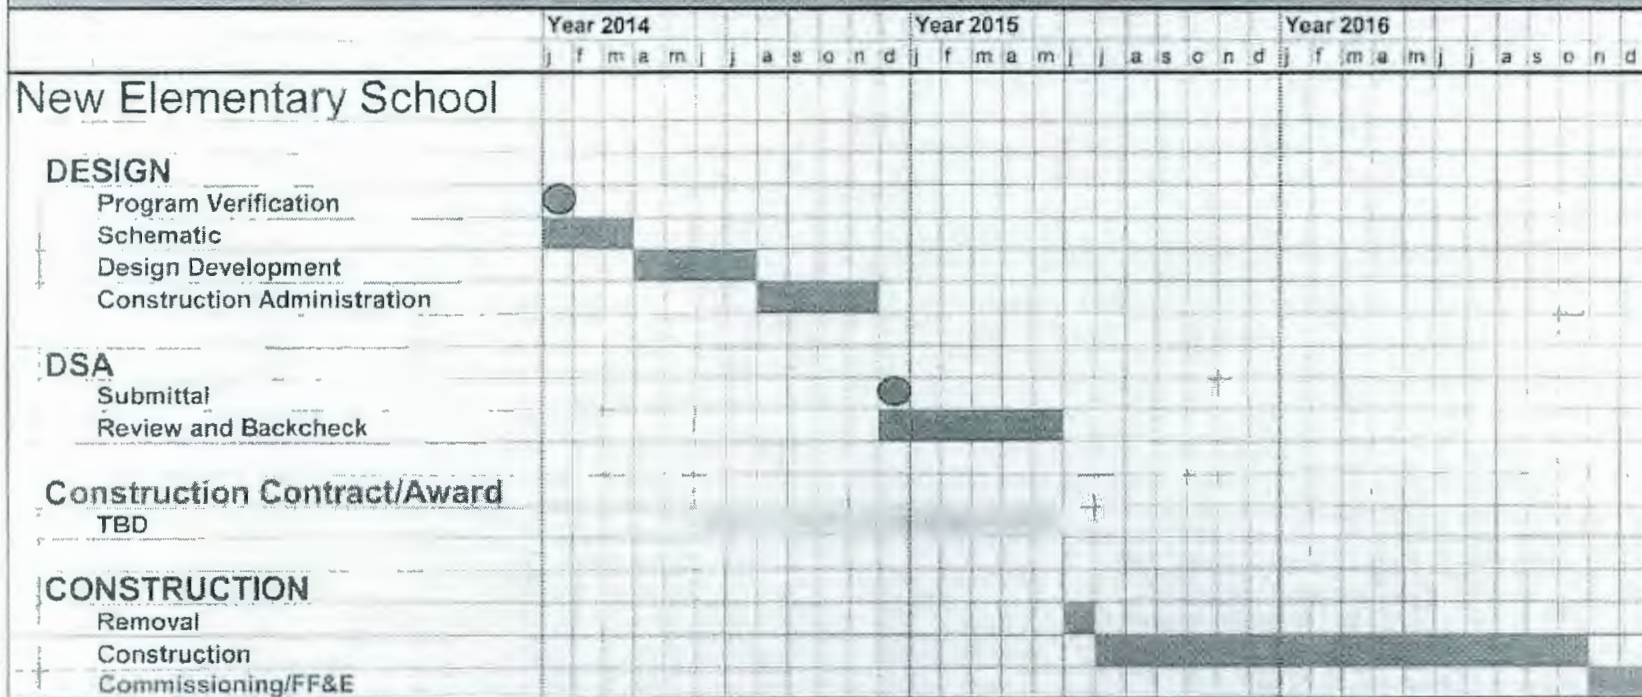 Year 2014 Year 2015 Year 2016
j f m a m j j a s o n d j f m a m j j a s o n d j f m a m j j a s o n d
New Elementary School
DESIGN
Program Verification
Schematic
Design Development
Construction Administration
DSA
Submittal
Review and Backcheck
Construction Contract/Award
TBD
CONSTRUCTION
Removal
Construction
Commissioning/FF&E